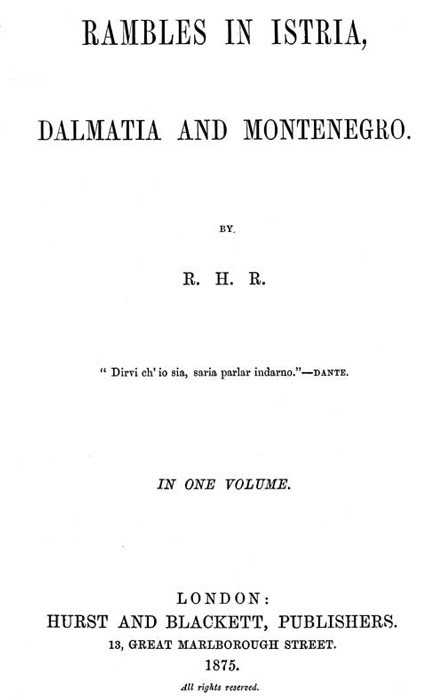 RAMBLES IN ISTRIA,
DALMATIA AND MONTENEGRO.
BY
R. H. R.
“ Dirvi ch’ io sia, saria parlar indarno.”—DANTE.
IN ONE VOLUME.
LONDON:
HURST AND BLACKETT, PUBLISHERS.
13, GREAT MARLBOROUGH STREET.
1875.
All rights reserved.